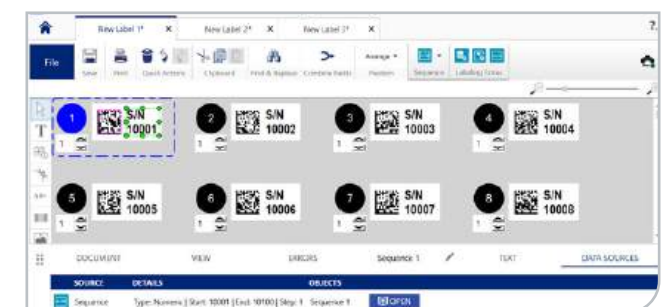 New Label 1* X New Label 2* X New Label 3* X
?
File Save Print Quick Actions Clipboard Find & Replace Combine Fields Arrange Position Sequence Labeling Tools
1 S/N 10001
2 S/N 10002
3 S/N 10003
4 S/N 10004
1 1 1 1
5 S/N 10005
6 S/N 10006
7 S/N 10007
8 S/N 10008
1 1 1 1
T
DOCUMENT VIEW ERRORS Sequence 1 TEXT DATA SOURCES
SOURCE DETAILS OBJECTS
Sequence Type: Numeric | Start: 10001 | End: 10100 | Step: 1 Sequence 1 OPEN